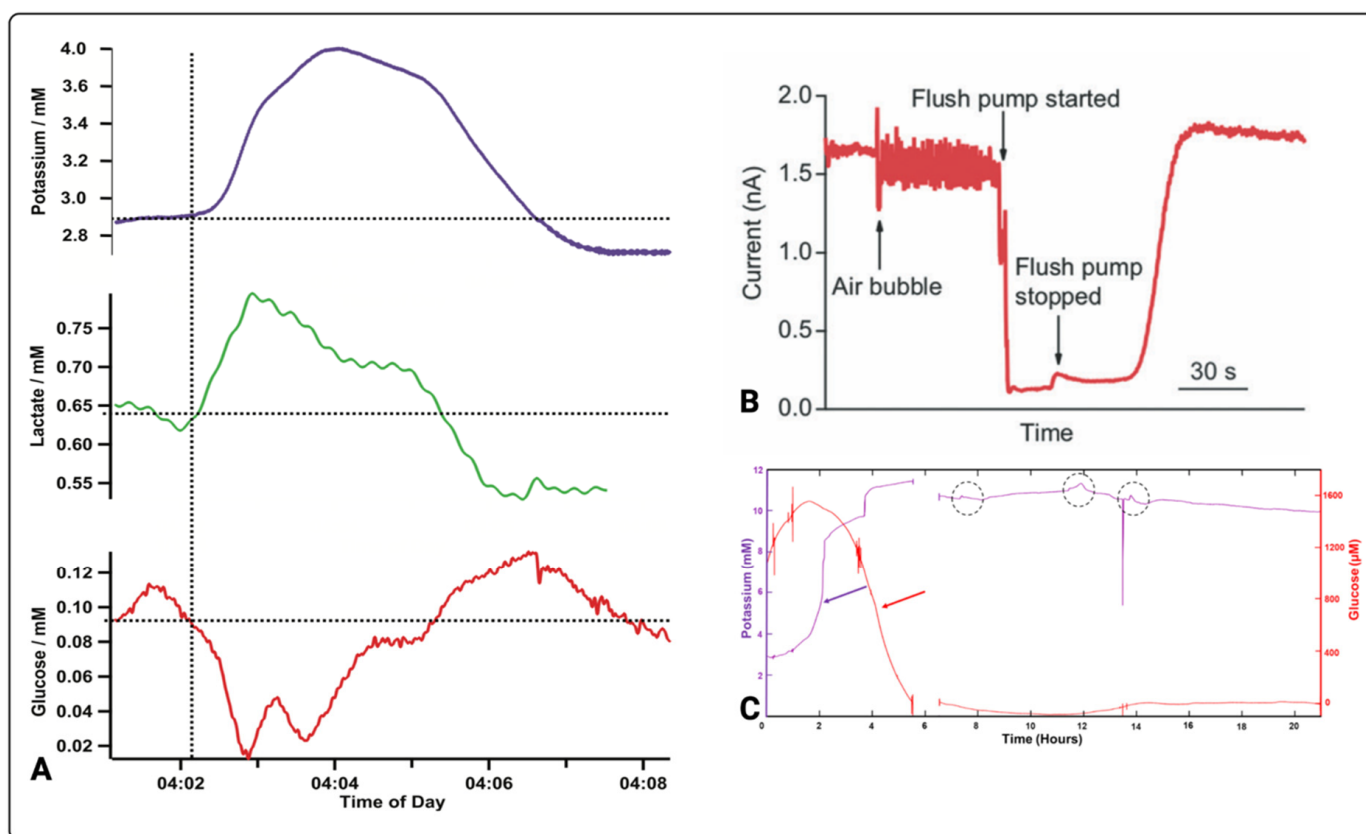 4.0
3.6
3.4
3.2
3.0
2.8
Potassium / mM
0.75
0.70
0.65
0.60
0.55
Lactate / mM
0.12
0.10
0.08
0.06
0.04
0.02
Glucose / mM
04:02
04:04
04:06
04:08
Time of Day
A
2.0
1.5
1.0
0.5
0.0
Current (nA)
Flush pump started
Air bubble
Flush pump
stopped
30 s
Time
B
12
10
8
6
4
2
Potassium (mM)
1600
1200
800
400
0
Glucose (µM)
0
2
4
6
8
10
12
14
16
18
20
Time (Hours)
C